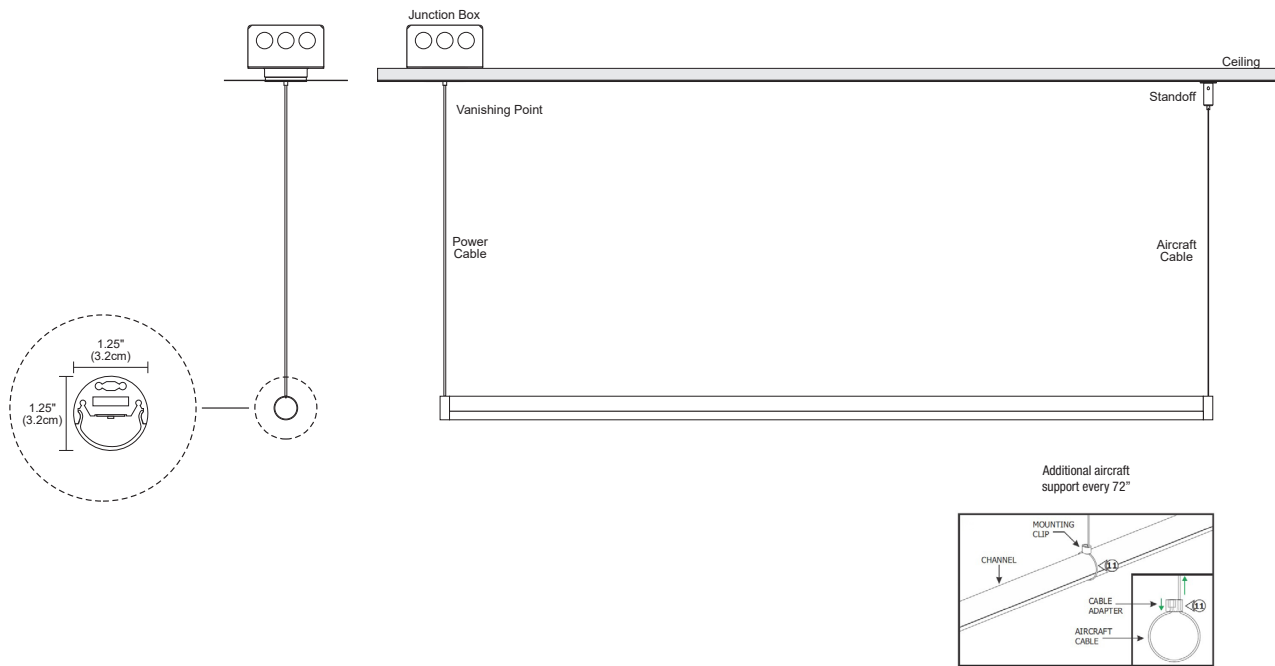 Junction Box
Ceiling
Standoff
Vanishing Point
Power
Cable
Aircraft
Cable
1.25"
(3.2cm)
1.25"
(3.2cm)
Additional aircraft
support every 72”
MOUNTING
CLIP
CHANNEL
11
CABLE
ADAPTER
11
AIRCRAFT
CABLE